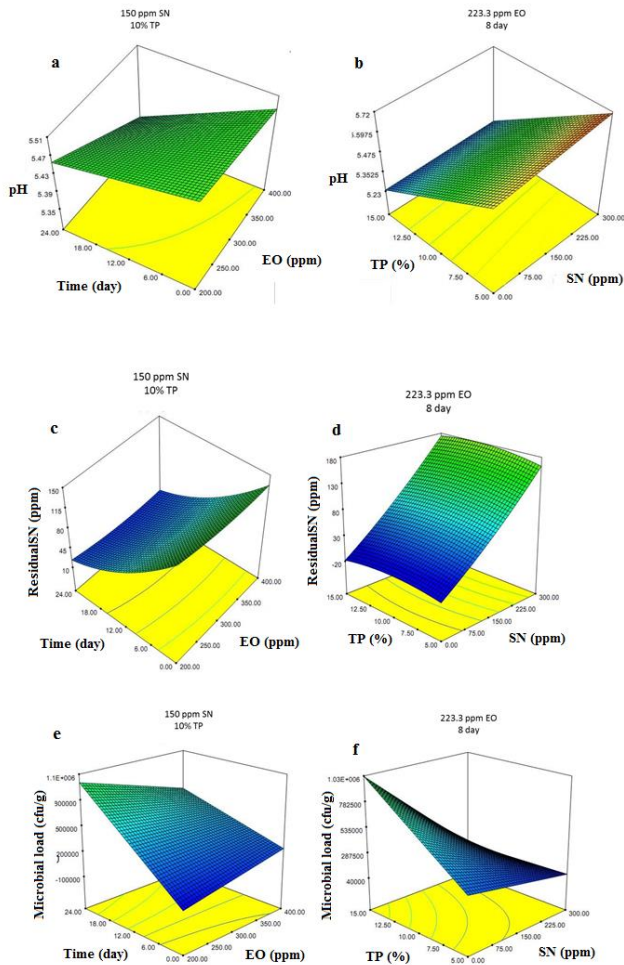 150 ppm SN
10% TP
223.3 ppm EO
8 day
a
b
5.51
5.47
5.43
5.39
5.35
pH
24.00
18.00
12.00
6.00
0.00
Time (day)
400.00
350.00
300.00
250.00
200.00
EO (ppm)
5.72
5.5975
5.475
5.3525
5.23
pH
15.00
12.50
10.00
7.50
5.00
TP (%)
300.00
225.00
150.00
75.00
0.00
SN (ppm)
150 ppm SN
10% TP
223.3 ppm EO
8 day
c
d
150
115
80
45
10
ResidualSN (ppm)
24.00
18.00
12.00
6.00
0.00
Time (day)
400.00
350.00
300.00
250.00
200.00
EO (ppm)
180
130
80
30
-20
ResidualSN (ppm)
15.00
12.50
10.00
7.50
5.00
TP (%)
300.00
225.00
150.00
75.00
0.00
SN (ppm)
150 ppm SN
10% TP
223.3 ppm EO
8 day
e
f
1.1E+006
900000
500000
200000
-100000
Microbial load (cfu/g)
24.00
18.00
12.00
6.00
0.00
Time (day)
400.00
350.00
300.00
250.00
200.00
EO (ppm)
1.03E+006
782500
535000
287500
40000
Microbial load (cfu/g)
15.00
12.50
10.00
7.50
5.00
TP (%)
300.00
225.00
150.00
75.00
0.00
SN (ppm)